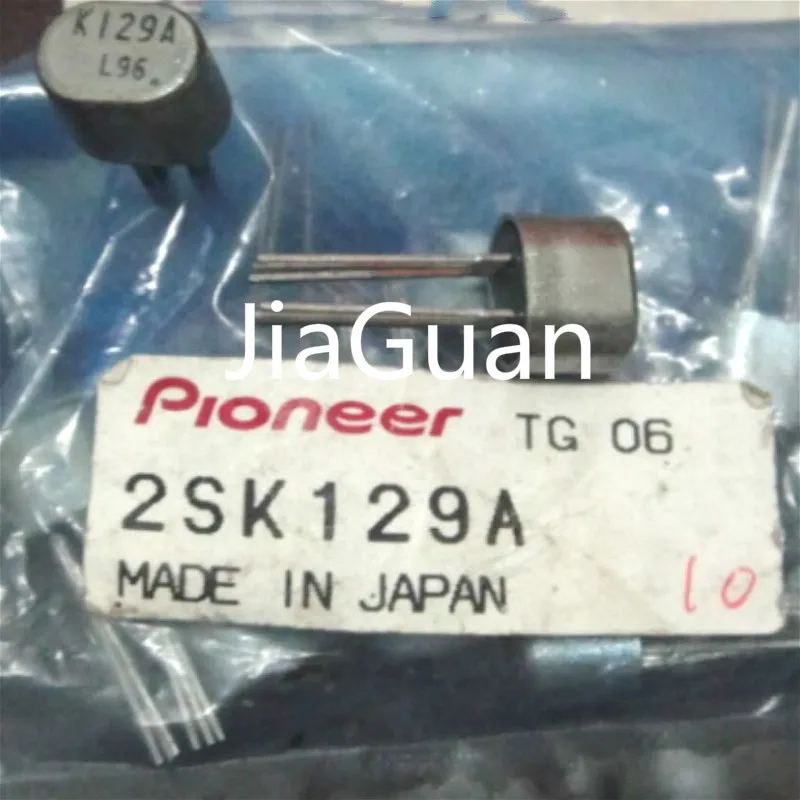 K129A
L96.
JiaGuan
Pioneer TG 06
2SK129A
MADE IN JAPAN 10